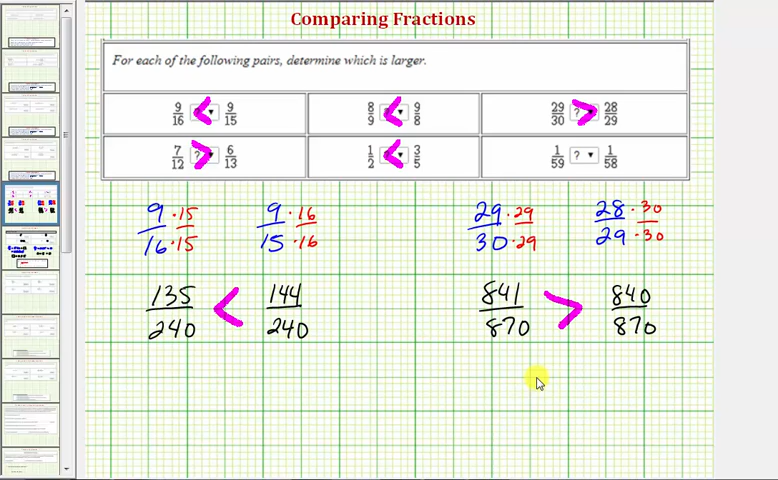 Comparing Fractions
For each of the following pairs, determine which is larger.
9/16 < 9/15 8/9 < 9/8 29/30 ? > 28/29
7/12 ? > 6/13 1/2 < 3/5 1/59 ? 1/58
9·15/16·15 9·16/15·16 29·29/30·29 28·30/29·30
135/240 < 144/240 841/870 > 840/870